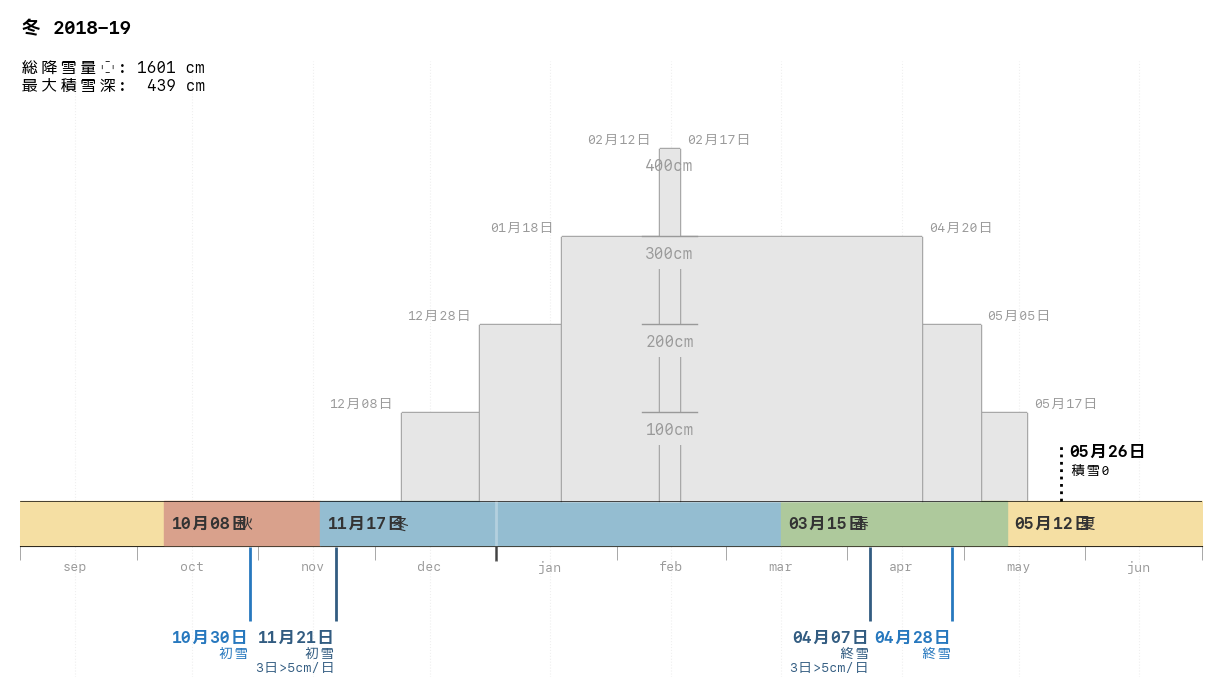 冬 2018-19
総降雪量: 1601 cm
最大積雪深: 439 cm
02月12日 02月17日
400cm
01月18日 04月20日
300cm
12月28日 05月05日
200cm
12月08日 05月17日
100cm
05月26日
積雪0
10月08日秋 11月17日冬 03月15日春 05月12日夏
sep oct nov dec jan feb mar apr may jun
10月30日 11月21日 04月07日 04月28日
初雪 初雪 終雪 終雪
3日>5cm/日 3日>5cm/日